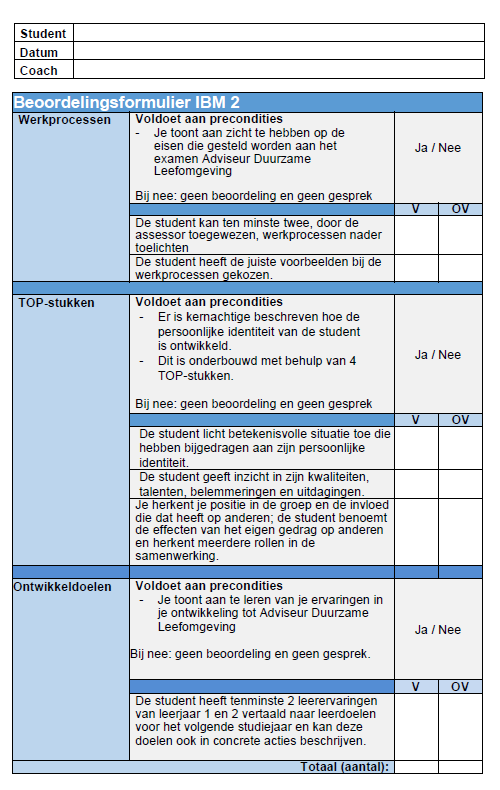 Student
Datum
Coach
Beoordelingsformulier IBM 2
Werkprocessen
Voldoet aan precondities
- Je toont aan zicht te hebben op de
eisen die gesteld worden aan het
examen Adviseur Duurzame
Leefomgeving
Bij nee: geen beoordeling en geen gesprek
Ja / Nee
V OV
De student kan ten minste twee, door de
assessor toegewezen, werkprocessen nader
toelichten
De student heeft de juiste voorbeelden bij de
werkprocessen gekozen.
TOP-stukken
Voldoet aan precondities
- Er is kernachtige beschreven hoe de
persoonlijke identiteit van de student
is ontwikkeld.
- Dit is onderbouwd met behulp van 4
TOP-stukken.
Bij nee: geen beoordeling en geen gesprek
Ja / Nee
V OV
De student licht betekenisvolle situatie toe die
hebben bijgedragen aan zijn persoonlijke
identiteit.
De student geeft inzicht in zijn kwaliteiten,
talenten, belemmeringen en uitdagingen.
Je herkent je positie in de groep en de invloed
die dat heeft op anderen; de student benoemt
de effecten van het eigen gedrag op anderen
en herkent meerdere rollen in de
samenwerking.
Ontwikkeldoelen
Voldoet aan precondities
- Je toont aan te leren van je ervaringen in
je ontwikkeling tot Adviseur Duurzame
Leefomgeving
Bij nee: geen beoordeling en geen gesprek.
Ja / Nee
V OV
De student heeft tenminste 2 leerervaringen
van leerjaar 1 en 2 vertaald naar leerdoelen
voor het volgende studiejaar en kan deze
doelen ook in concrete acties beschrijven.
Totaal (aantal):